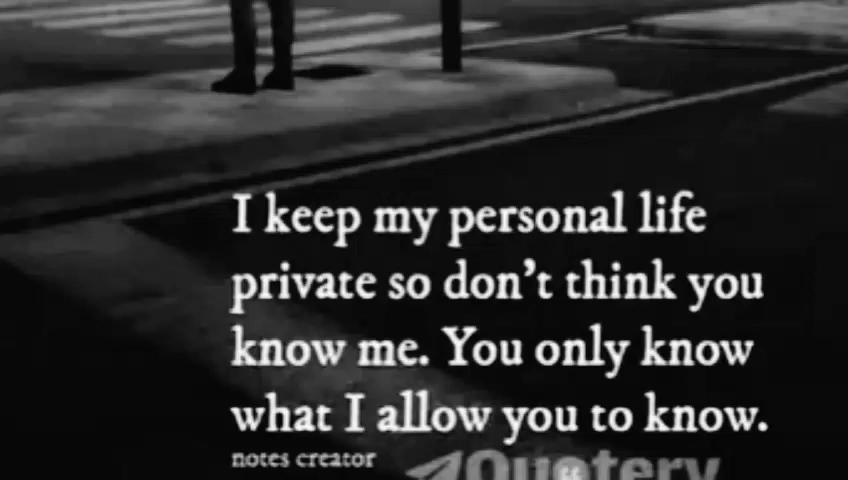 I keep my personal life
private so don't think you
know me. You only know
what I allow you to know.
notes creator
Quotery